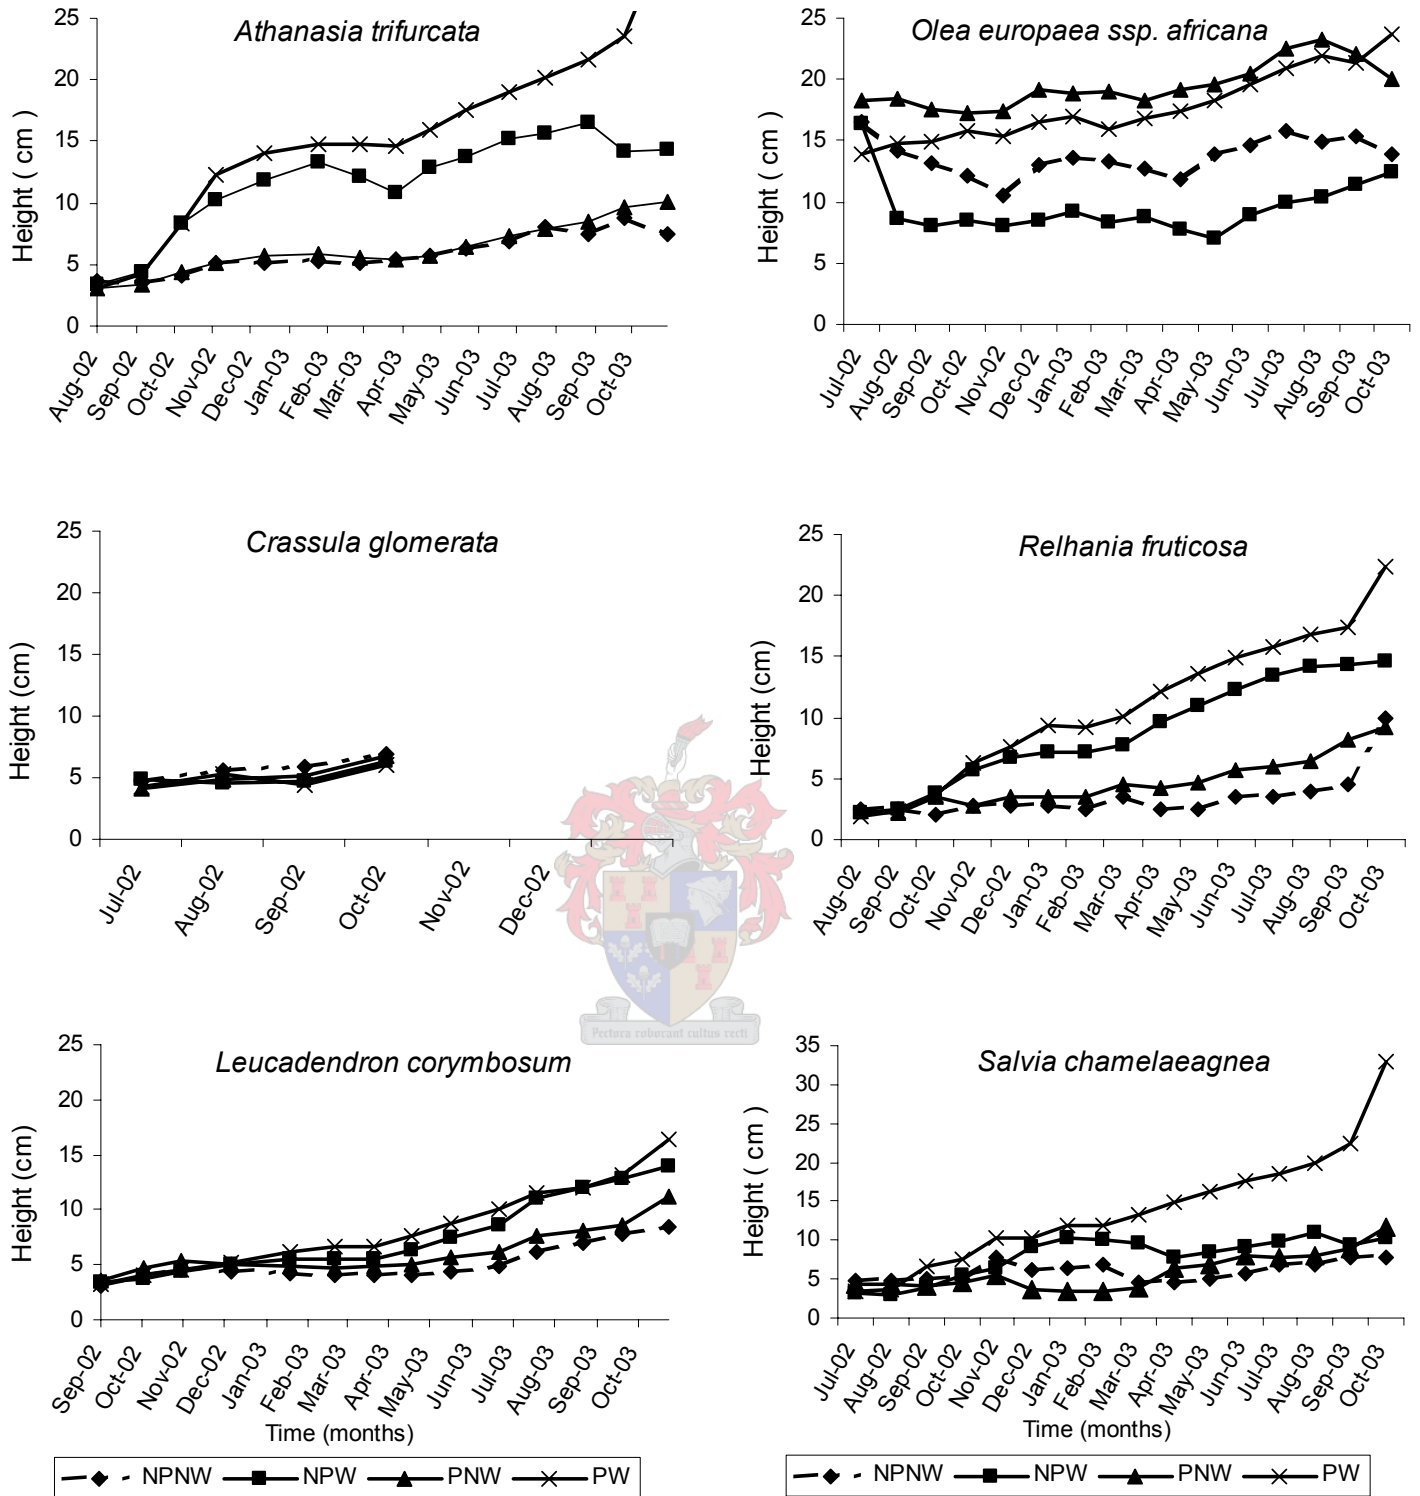 Athanasia trifurcata
Height ( cm )
25
20
15
10
5
0
Aug-02
Sep-02
Oct-02
Nov-02
Dec-02
Jan-03
Feb-03
Mar-03
Apr-03
May-03
Jun-03
Jul-03
Aug-03
Sep-03
Oct-03
Olea europaea ssp. africana
Height ( cm )
25
20
15
10
5
0
Jul-02
Aug-02
Sep-02
Oct-02
Nov-02
Dec-02
Jan-03
Feb-03
Mar-03
Apr-03
May-03
Jun-03
Jul-03
Aug-03
Sep-03
Oct-03
Crassula glomerata
Height (cm)
25
20
15
10
5
0
Jul-02
Aug-02
Sep-02
Oct-02
Nov-02
Dec-02
Relhania fruticosa
Height (cm)
25
20
15
10
5
0
Aug-02
Sep-02
Oct-02
Nov-02
Dec-02
Jan-03
Feb-03
Mar-03
Apr-03
May-03
Jun-03
Jul-03
Aug-03
Sep-03
Oct-03
Pectora roborant cultus recti
Leucadendron corymbosum
Height (cm)
25
20
15
10
5
0
Sep-02
Oct-02
Nov-02
Dec-02
Jan-03
Feb-03
Mar-03
Apr-03
May-03
Jun-03
Jul-03
Aug-03
Sep-03
Oct-03
Time (months)
NPNW NPW PNW PW
Salvia chamelaeagnea
Height ( cm )
35
30
25
20
15
10
5
0
Jul-02
Aug-02
Sep-02
Oct-02
Nov-02
Dec-02
Jan-03
Feb-03
Mar-03
Apr-03
May-03
Jun-03
Jul-03
Aug-03
Sep-03
Oct-03
Time (months)
NPNW NPW PNW PW